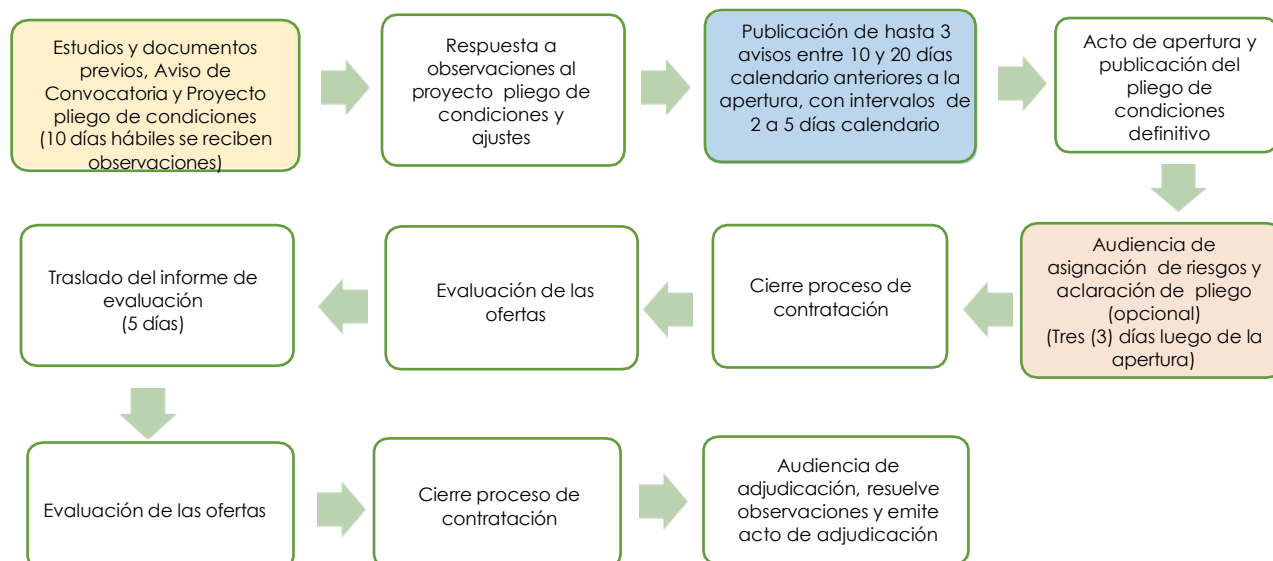 Estudios y documentos
previos, Aviso de
Convocatoria y Proyecto
pliego de condiciones
(10 días hábiles se reciben
observaciones)
Respuesta a
observaciones al
proyecto pliego de
condiciones y
ajustes
Publicación de hasta 3
avisos entre 10 y 20 días
calendario anteriores a la
apertura, con intervalos de
2 a 5 días calendario
Acto de apertura y
publicación del
pliego de
condiciones
definitivo
Audiencia de
asignación de riesgos y
aclaración de pliego
(opcional)
(Tres (3) días luego de la
apertura)
Cierre proceso de
contratación
Evaluación de las
ofertas
Traslado del informe de
evaluación
(5 días)
Evaluación de las ofertas
Cierre proceso de
contratación
Audiencia de
adjudicación, resuelve
observaciones y emite
acto de adjudicación